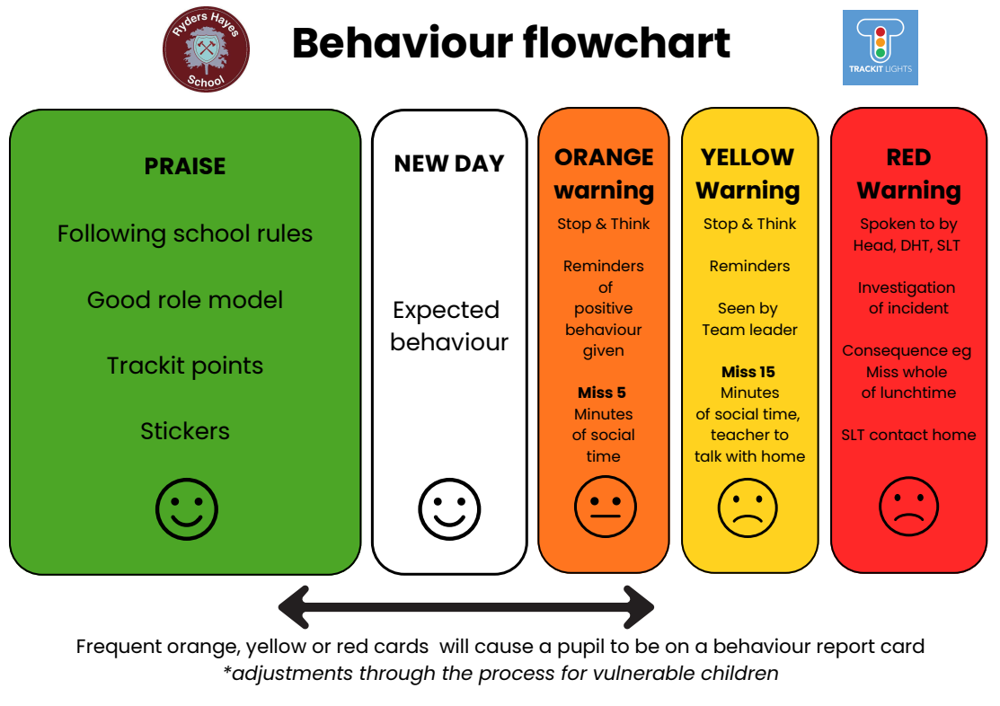 Ryders Hayes
School
Behaviour flowchart
TRACKIT LIGHTS
PRAISE
Following school rules
Good role model
Trackit points
Stickers
NEW DAY
Expected
behaviour
ORANGE
warning
Stop & Think
Reminders
of
positive
behaviour
given
Miss 5
Minutes
of social
time
YELLOW
Warning
Stop & Think
Reminders
Seen by
Team leader
Miss 15
Minutes
of social time,
teacher to
talk with home
RED
Warning
Spoken to by
Head, DHT, SLT
Investigation
of incident
Consequence eg
Miss whole
of lunchtime
SLT contact home
Frequent orange, yellow or red cards  will cause a pupil to be on a behaviour report card
*adjustments through the process for vulnerable children